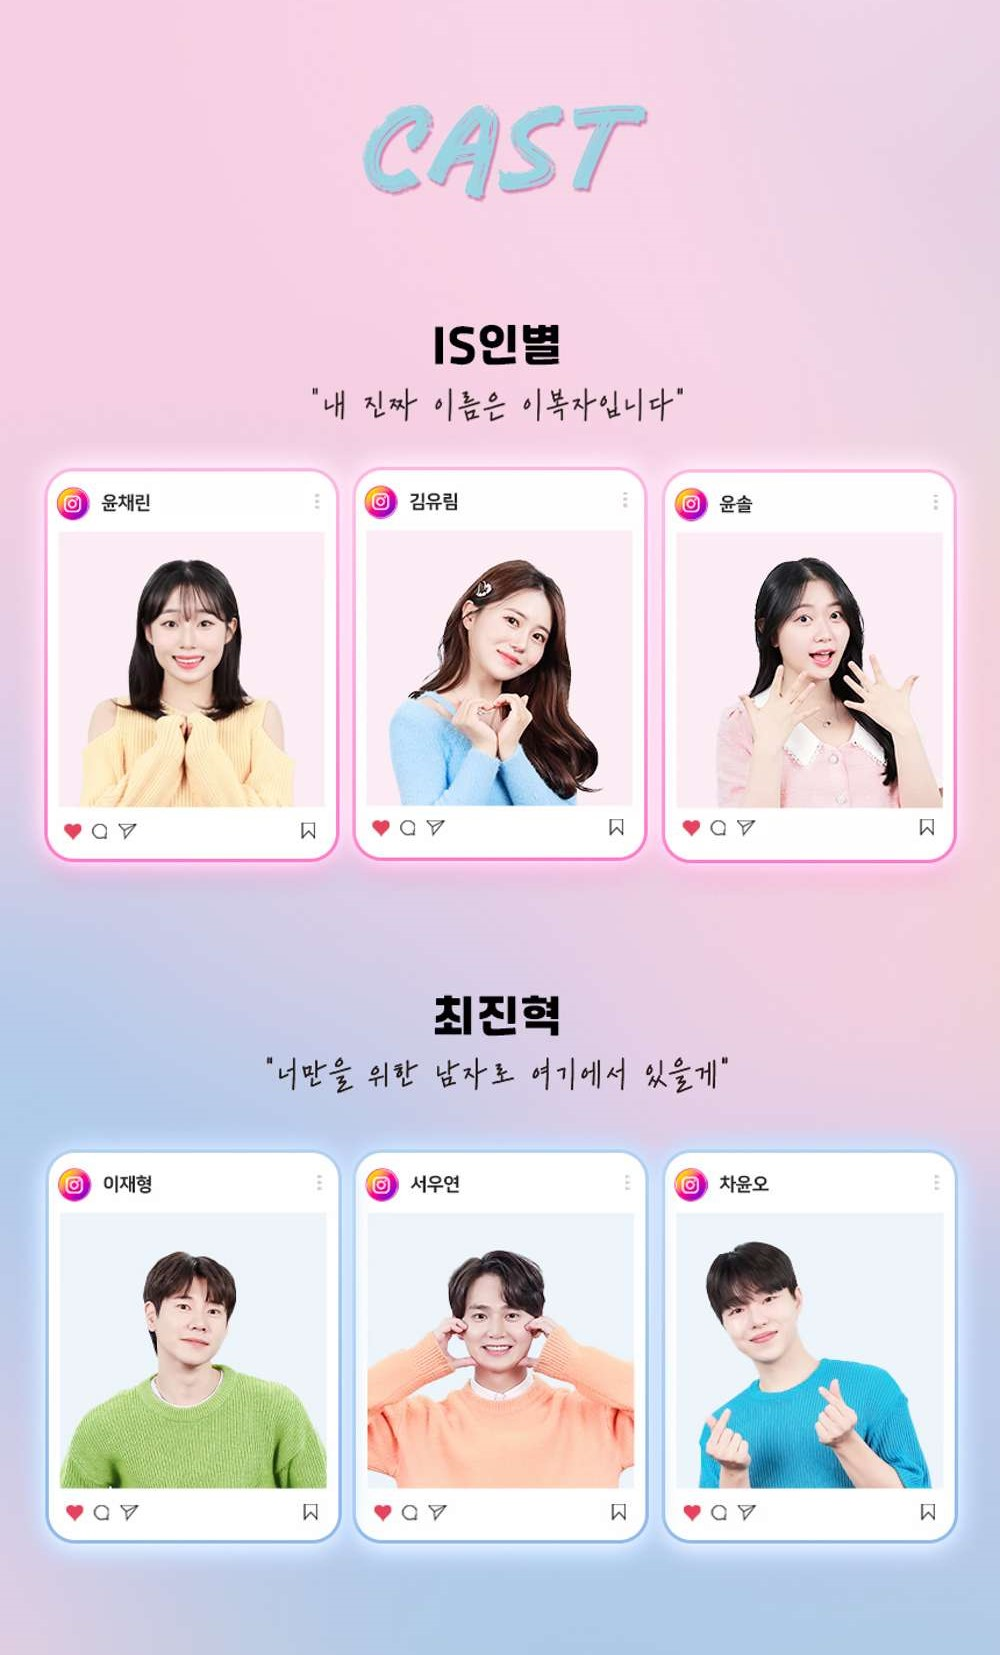 CAST
IS인별
"내 진짜 이름은 이복자입니다"
윤채린
김유림
윤솔
최진혁
"너만을 위한 남자로 여기에서 있을게"
이재형
서우연
차윤오